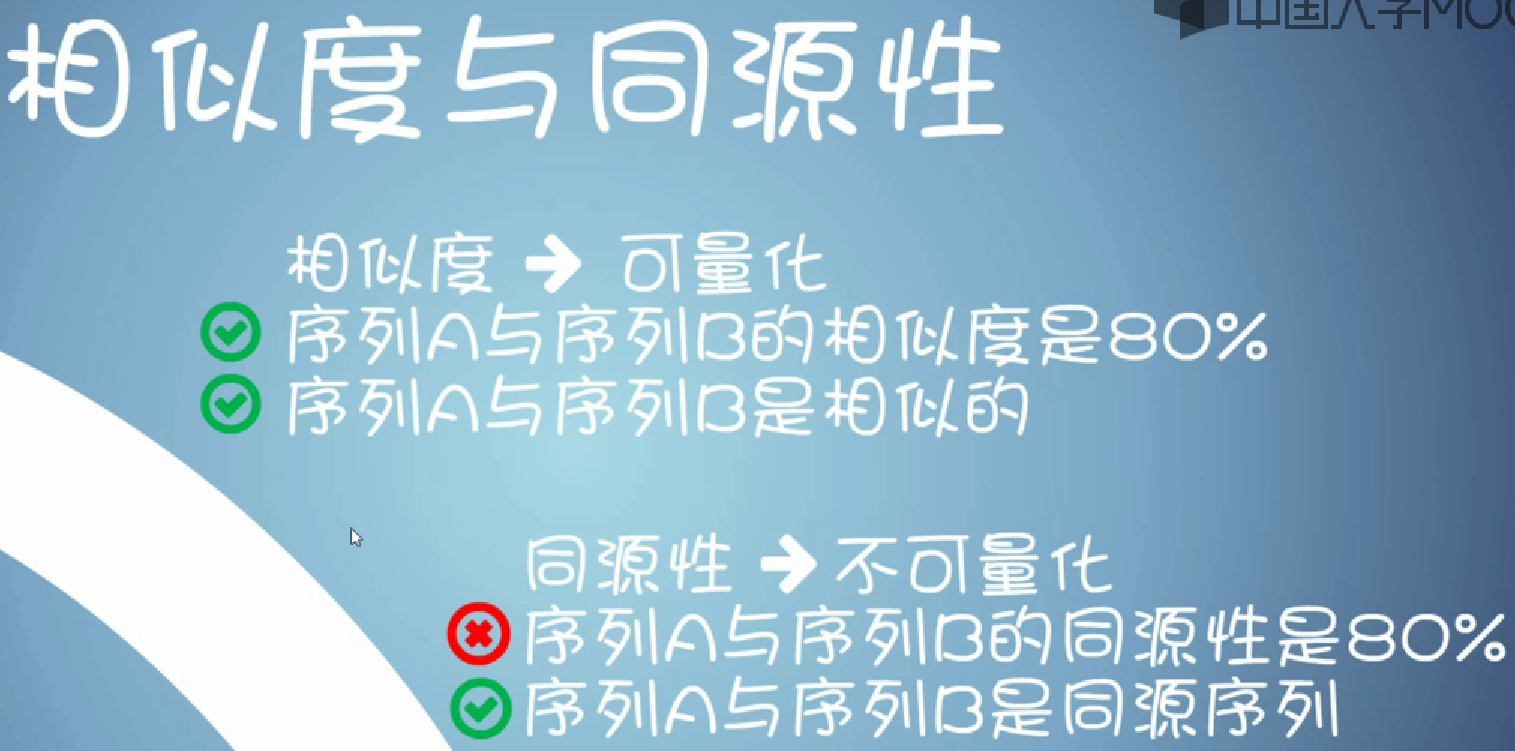 中国大学MOO
相似度与同源性
相似度 → 可量化
序列A与序列B的相似度是80%
序列A与序列B是相似的
同源性 → 不可量化
序列A与序列B的同源性是80%
序列A与序列B是同源序列